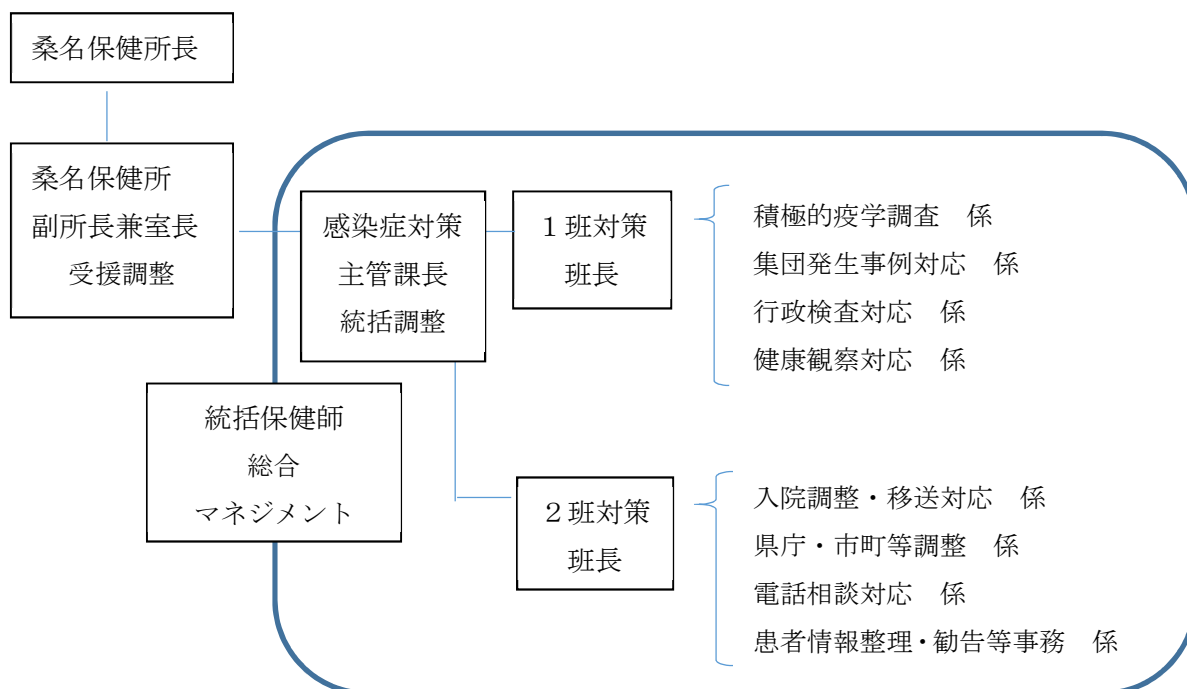 桑名保健所長
桑名保健所
副所長兼室長
受援調整
感染症対策
主管課長
統括調整
統括保健師
総合
マネジメント
１班対策
班長
積極的疫学調査　係
集団発生事例対応　係
行政検査対応　係
健康観察対応　係
２班対策
班長
入院調整・移送対応　係
県庁・市町等調整　係
電話相談対応　係
患者情報整理・勧告等事務　係